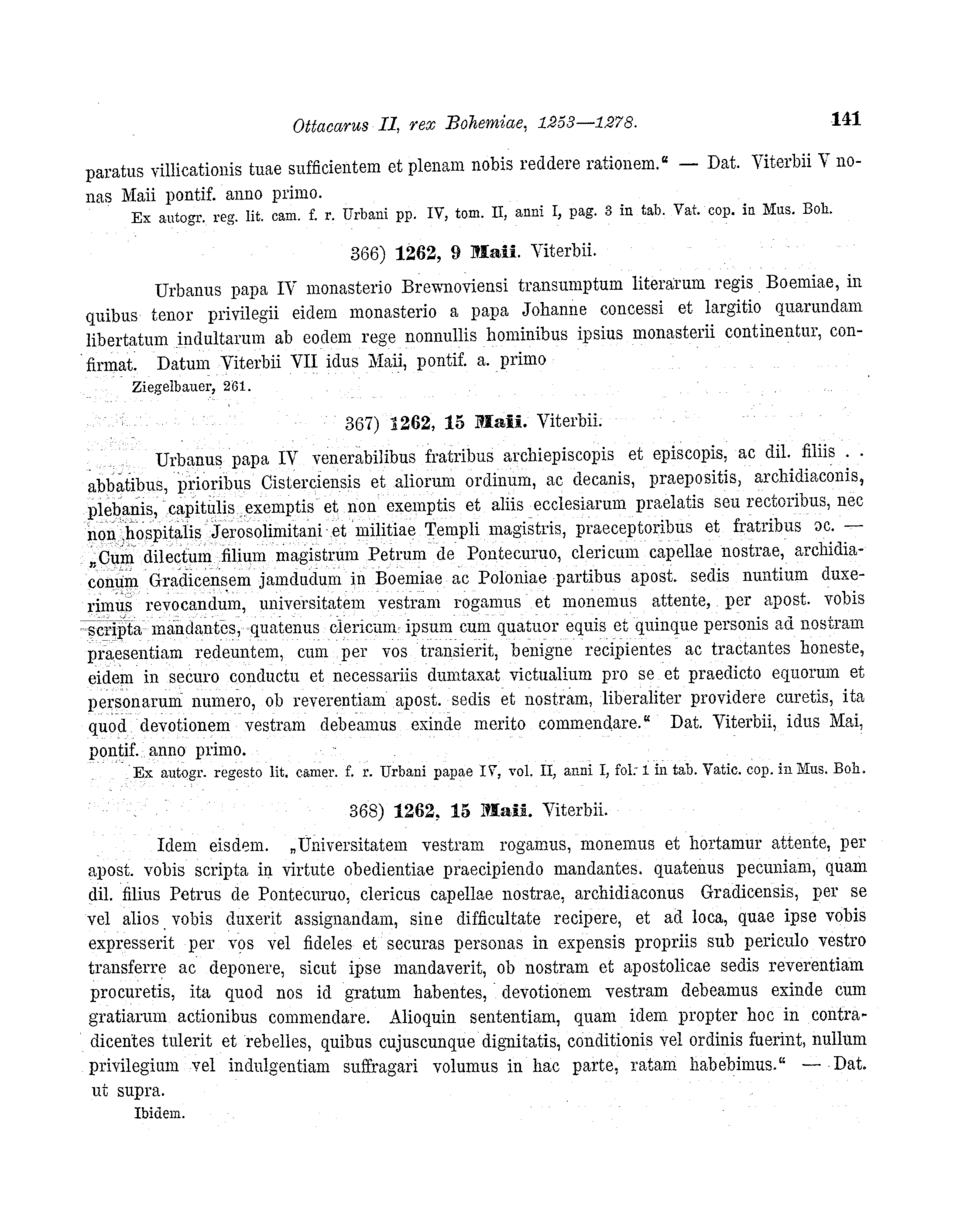 Ottacarus II, rex Bohemiae, 1253—1278. 141
paratus villicationis tuae sufficientem et plenam nobis reddere rationem.“ — Dat. Viterbii V no-
nas Maii pontif. anno primo.
Ex autogr. reg. lit. cam. f. r. Urbani pp. IV, tom. II, anni I, pag. 3 in tab. Vat. cop. in Mus. Boh.
366) 1262, 9 Maii. Viterbii.
Urbanus papa IV monasterio Brewnoviensi transumptum literarum regis Boemiae, in
quibus tenor privilegii eidem monasterio a papa Johanne concessi et largitio quarundam
libertatum indultarum ab eodem rege nonnullis hominibus ipsius monasterii continentur, con-
firmat. Datum Viterbii VII idus Maii, pontif. a. primo
Ziegelbauer, 261.
367) 1262, 15 Maii. Viterbii.
Urbanus papa IV venerabilibus fratribus archiepiscopis et episcopis, ac dil. filiis . .
abbatibus, prioribus Cisterciensis et aliorum ordinum, ac decanis, praepositis, archidiaconis,
plebanis, capitulis exemptis et non exemptis et aliis ecclesiarum praelatis seu rectoribus, nec
non hospitalis Jerosolimitani et militiae Templi magistris, praeceptoribus et fratribus ɔc. —
„Cum dilectum filium magistrum Petrum de Pontecuruo, clericum capellae nostrae, archidia-
conum Gradicensem jamdudum in Boemiae ac Poloniae partibus apost. sedis nuntium duxe-
rimus revocandum, universitatem vestram rogamus et monemus attente, per apost. vobis
scripta mandantes, quatenus clericum ipsum cum quatuor equis et quinque personis ad nostram
praesentiam redeuntem, cum per vos transierit, benigne recipientes ac tractantes honeste,
eidem in securo conductu et necessariis dumtaxat victualium pro se et praedicto equorum et
personarum numero, ob reverentiam apost. sedis et nostram, liberaliter providere curetis, ita
quod devotionem vestram debeamus exinde merito commendare.“ Dat. Viterbii, idus Mai,
pontif. anno primo.
Ex autogr. regesto lit. camer. f. r. Urbani papae IV, vol. II, anni I, fol. 1 in tab. Vatic. cop. in Mus. Boh.
368) 1262, 15 Maii. Viterbii.
Idem eisdem. „Universitatem vestram rogamus, monemus et hortamur attente, per
apost. vobis scripta in virtute obedientiae praecipiendo mandantes. quatenus pecuniam, quam
dil. filius Petrus de Pontecuruo, clericus capellae nostrae, archidiaconus Gradicensis, per se
vel alios vobis duxerit assignandam, sine difficultate recipere, et ad loca, quae ipse vobis
expresserit per vos vel fideles et securas personas in expensis propriis sub periculo vestro
transferre ac deponere, sicut ipse mandaverit, ob nostram et apostolicae sedis reverentiam
procuretis, ita quod nos id gratum habentes, devotionem vestram debeamus exinde cum
gratiarum actionibus commendare. Alioquin sententiam, quam idem propter hoc in contra-
dicentes tulerit et rebelles, quibus cujuscunque dignitatis, conditionis vel ordinis fuerint, nullum
privilegium vel indulgentiam suffragari volumus in hac parte, ratam habebimus.“ — Dat.
ut supra.
Ibidem.